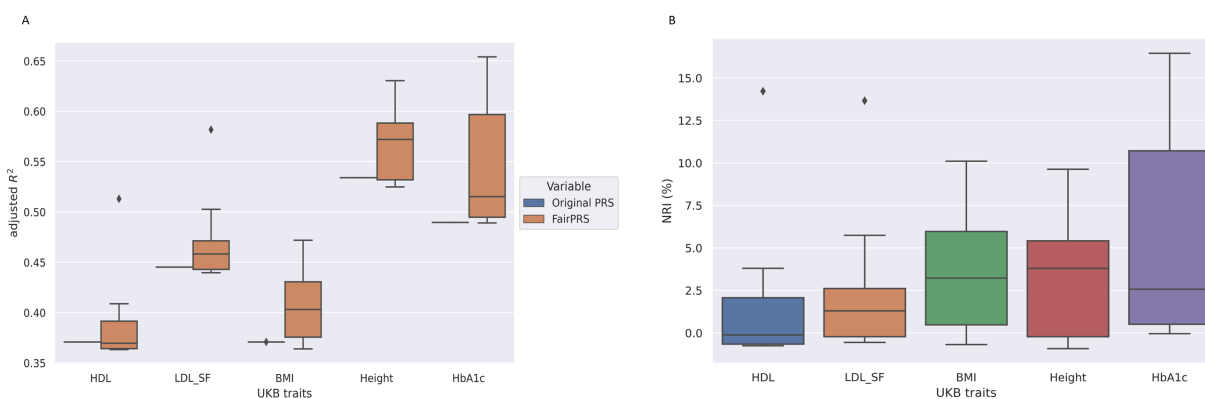 A
0.65
0.60
0.55
0.50
0.45
0.40
0.35
adjusted R²
HDL LDL_SF BMI Height HbA1c
UKB traits
Variable
Original PRS
FairPRS
B
15.0
12.5
10.0
7.5
5.0
2.5
0.0
NRI (%)
HDL LDL_SF BMI Height HbA1c
UKB traits